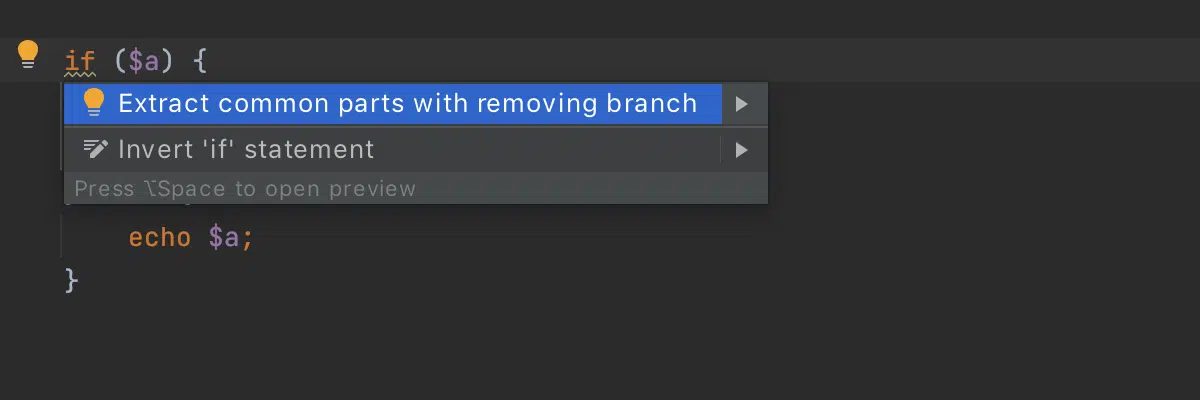 if ($a) {
Extract common parts with removing branch
Invert 'if' statement
Press ⌥Space to open preview
echo $a;
}